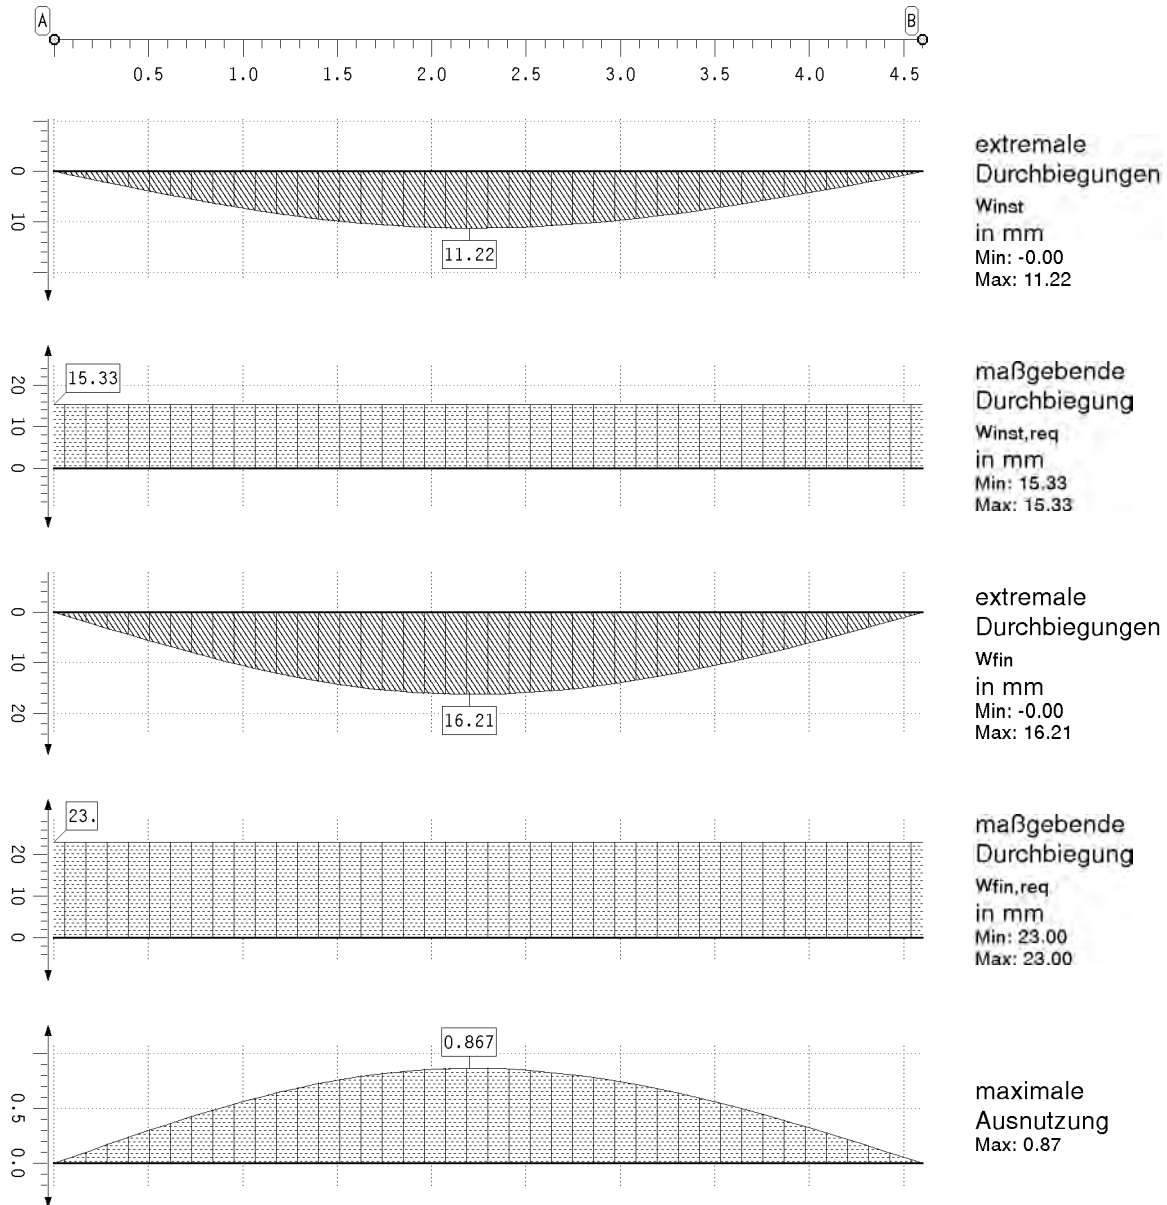 A B
0.5 1.0 1.5 2.0 2.5 3.0 3.5 4.0 4.5
0
10
11.22
extremale
Durchbiegungen
Winst
in mm
Min: -0.00
Max: 11.22
20
10
0
15.33
maßgebende
Durchbiegung
Winst,req
in mm
Min: 15.33
Max: 15.33
0
10
20
16.21
extremale
Durchbiegungen
Wfin
in mm
Min: -0.00
Max: 16.21
20
10
0
23.
maßgebende
Durchbiegung
Wfin,req
in mm
Min: 23.00
Max: 23.00
0.5
0.0
0.867
maximale
Ausnutzung
Max: 0.87